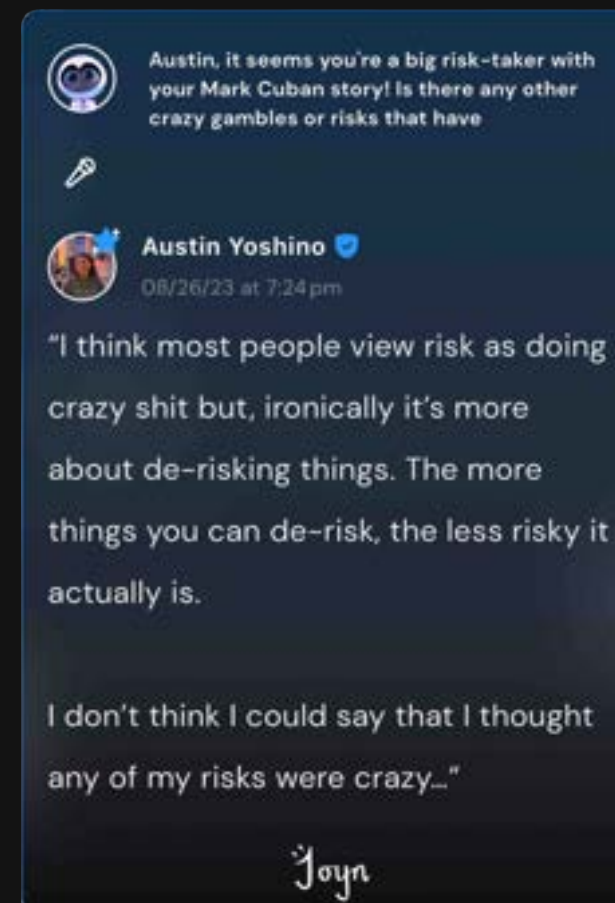 Austin, it seems you're a big risk-taker with
your Mark Cuban story! Is there any other
crazy gambles or risks that have
Austin Yoshino
08/26/23 at 7:24pm
“I think most people view risk as doing
crazy shit but, ironically it’s more
about de-risking things. The more
things you can de-risk, the less risky it
actually is.
I don’t think I could say that I thought
any of my risks were crazy…”
Joyn